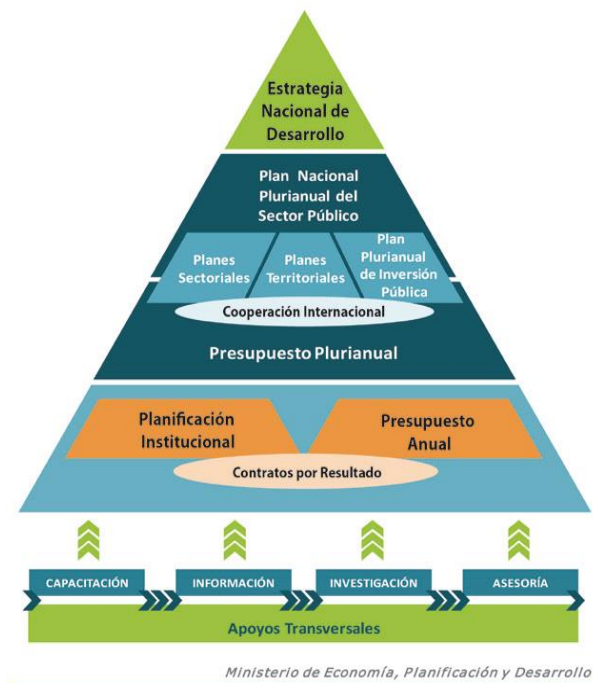 Estrategia
Nacional de
Desarrollo
Plan Nacional
Plurianual del
Sector Público
Planes
Sectoriales
Planes
Territoriales
Plan
Plurianual
de Inversión
Pública
Cooperación Internacional
Presupuesto Plurianual
Planificación
Institucional
Presupuesto
Anual
Contratos por Resultado
CAPACITACIÓN
INFORMACIÓN
INVESTIGACIÓN
ASESORÍA
Apoyos Transversales
Ministerio de Economía, Planificación y Desarrollo